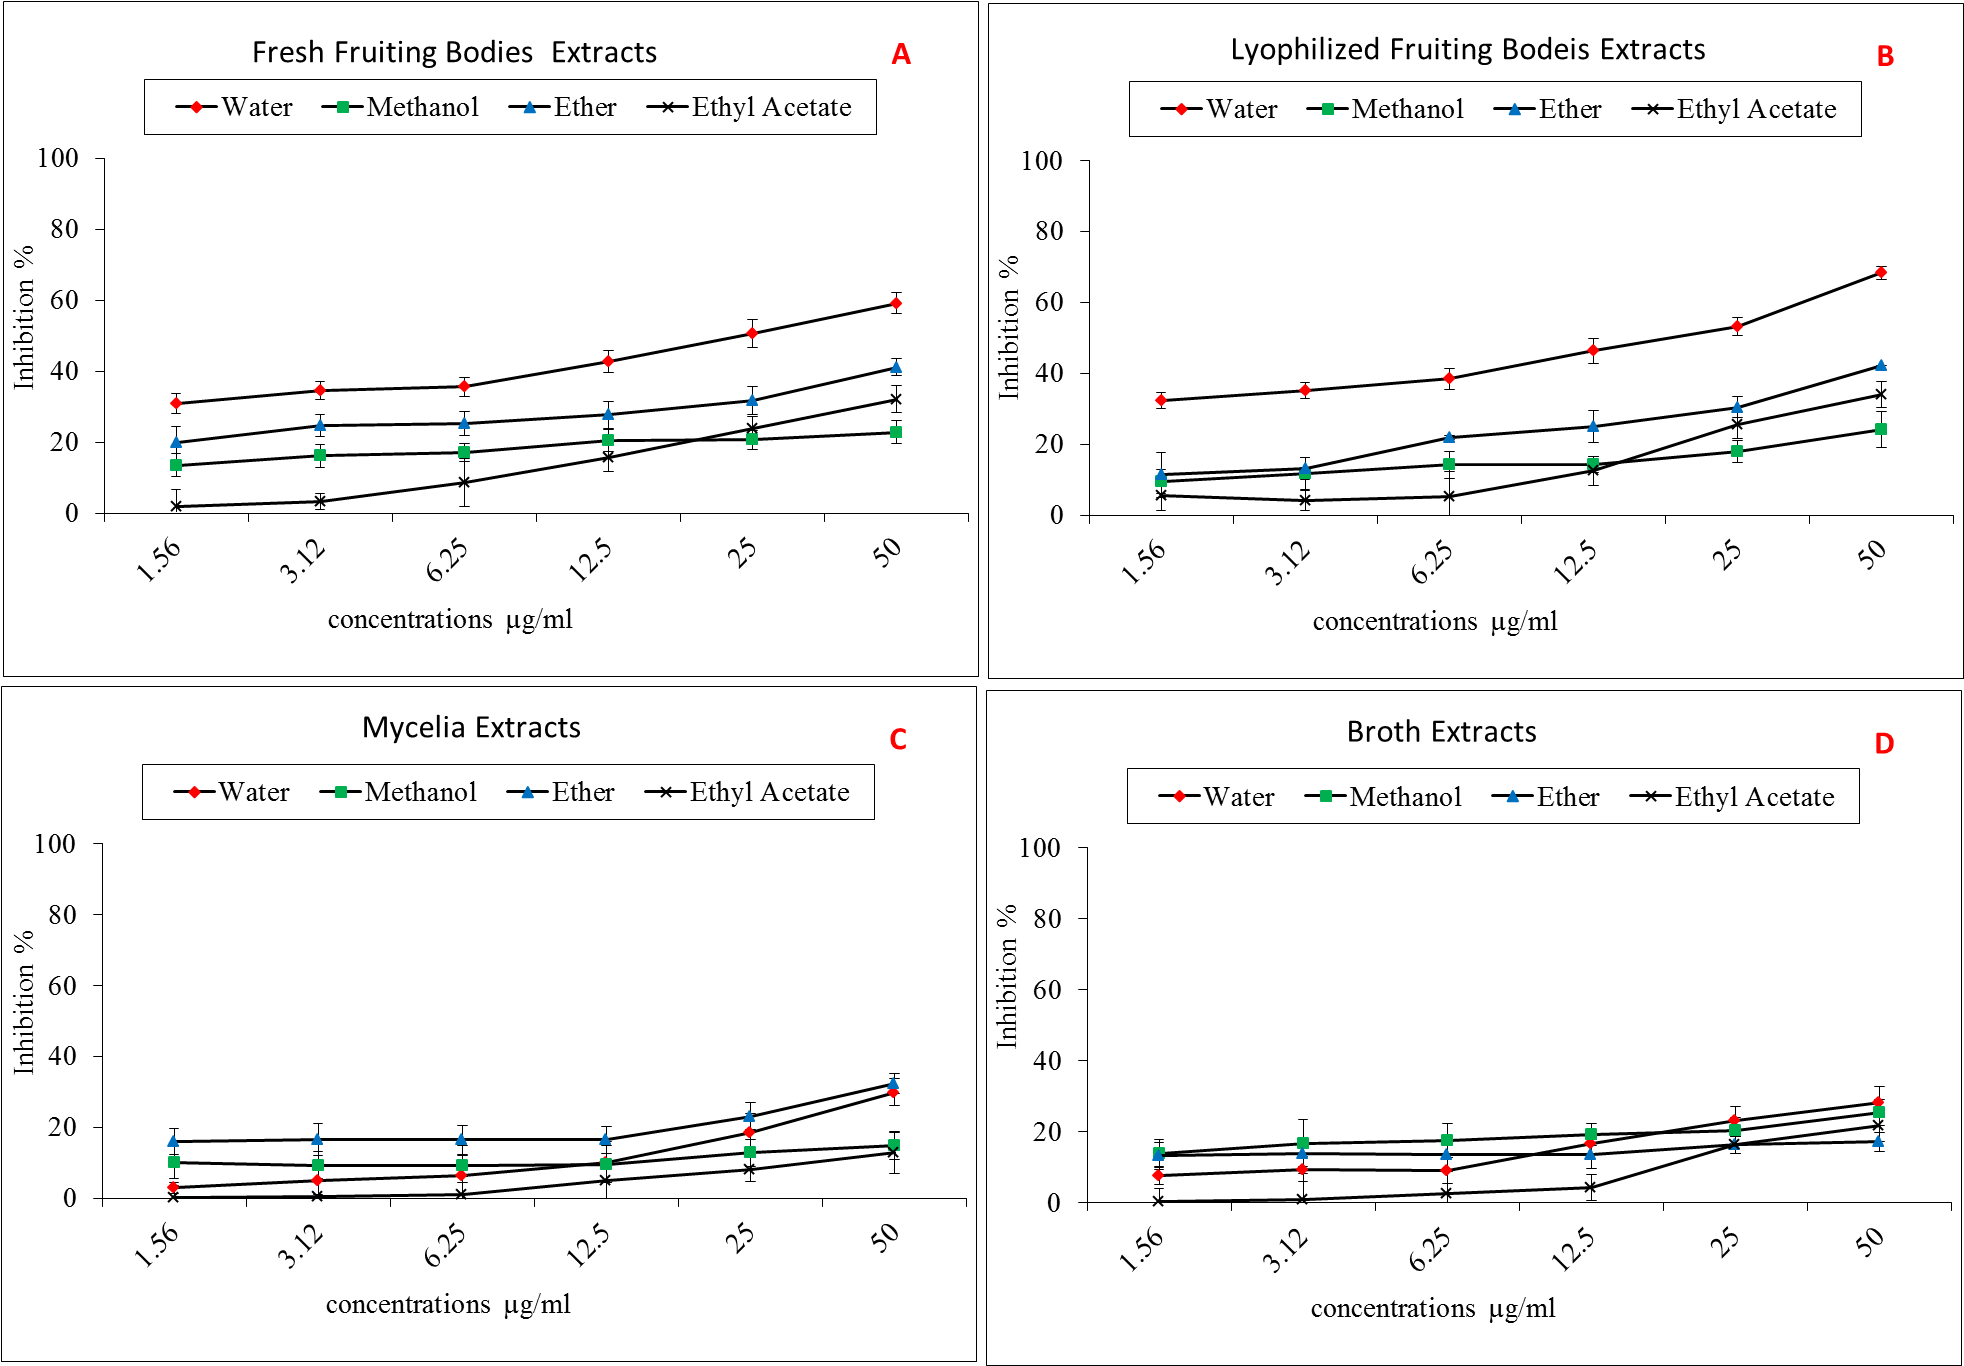 Fresh Fruiting Bodies Extracts
A
Water Methanol Ether Ethyl Acetate
100
80
60
40
20
0
Inhibition %
1.56 3.12 6.25 12.5 25 50
concentrations µg/ml
Lyophilized Fruiting Bodeis Extracts
B
Water Methanol Ether Ethyl Acetate
100
80
60
40
20
0
Inhibition %
1.56 3.12 6.25 12.5 25 50
concentrations µg/ml
Mycelia Extracts
C
Water Methanol Ether Ethyl Acetate
100
80
60
40
20
0
Inhibition %
1.56 3.12 6.25 12.5 25 50
concentrations µg/ml
Broth Extracts
D
Water Methanol Ether Ethyl Acetate
100
80
60
40
20
0
Inhibition %
1.56 3.12 6.25 12.5 25 50
concentrations µg/ml